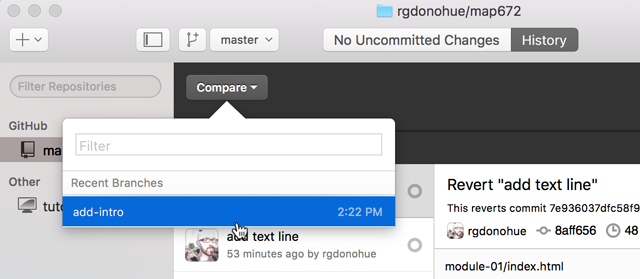 rgdonohue/map672
master
No Uncommitted Changes
History
Filter Repositories
Compare
GitHub
ma
Filter
Other
Recent Branches
tuto
add-intro
2:22 PM
add text line
53 minutes ago by rgdonohue
Revert "add text line"
This reverts commit 7e936037dfc58f9
rgdonohue
8aff656
48
module-01/index.html